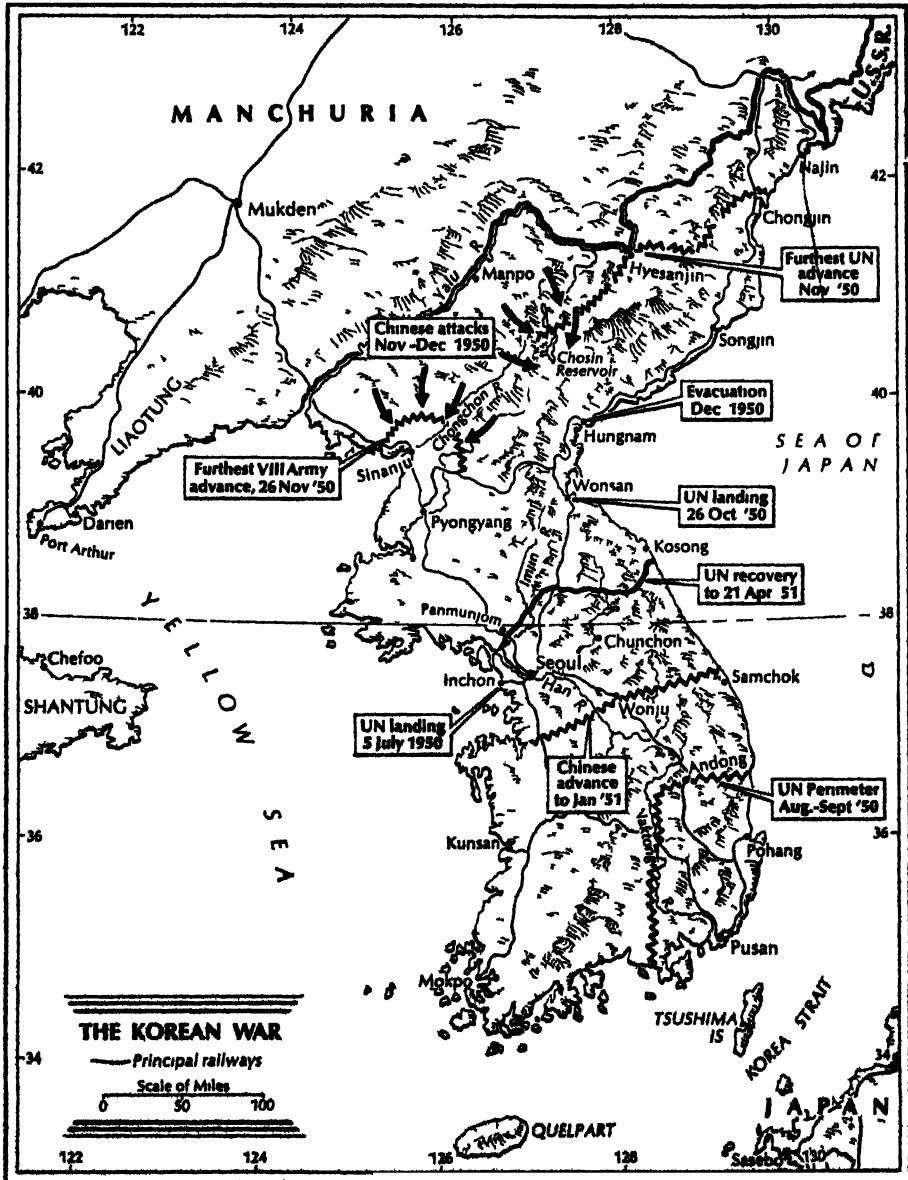 122
124
126
128
130
U.S.S.R.
MANCHURIA
42
42
Najin
Mukden
Chongjin
Yalu R
Manpo
Hyesanjin
Furthest UN
advance
Nov '50
Chinese attacks
Nov-Dec 1950
Songjin
Chosin
Reservoir
40
40
LIAOTUNG
Chongchon R
Evacuation
Dec 1950
Hungnam
SEA OF
JAPAN
Furthest VIII Army
advance, 26 Nov '50
Sinanju
Wonsan
UN landing
26 Oct '50
Darien
Port Arthur
Pyongyang
Imun R
Kosong
UN recovery
to 21 Apr 51
38
38
Panmunjom
YELLOW SEA
Chunchon
Chefoo
Seoul
Inchon
Han R
Samchok
SHANTUNG
Wonju
UN landing
5 July 1950
Chinese
advance
to Jan '51
Andong
UN Perimeter
Aug.-Sept '50
36
36
Kunsan
Naktong
Pohang
Pusan
Mokpo
TSUSHIMA
IS
KOREA STRAIT
THE KOREAN WAR
Principal railways
Scale of Miles
0 50 100
34
34
JAPAN
QUELPART
Sasebo
122
124
126
128
130